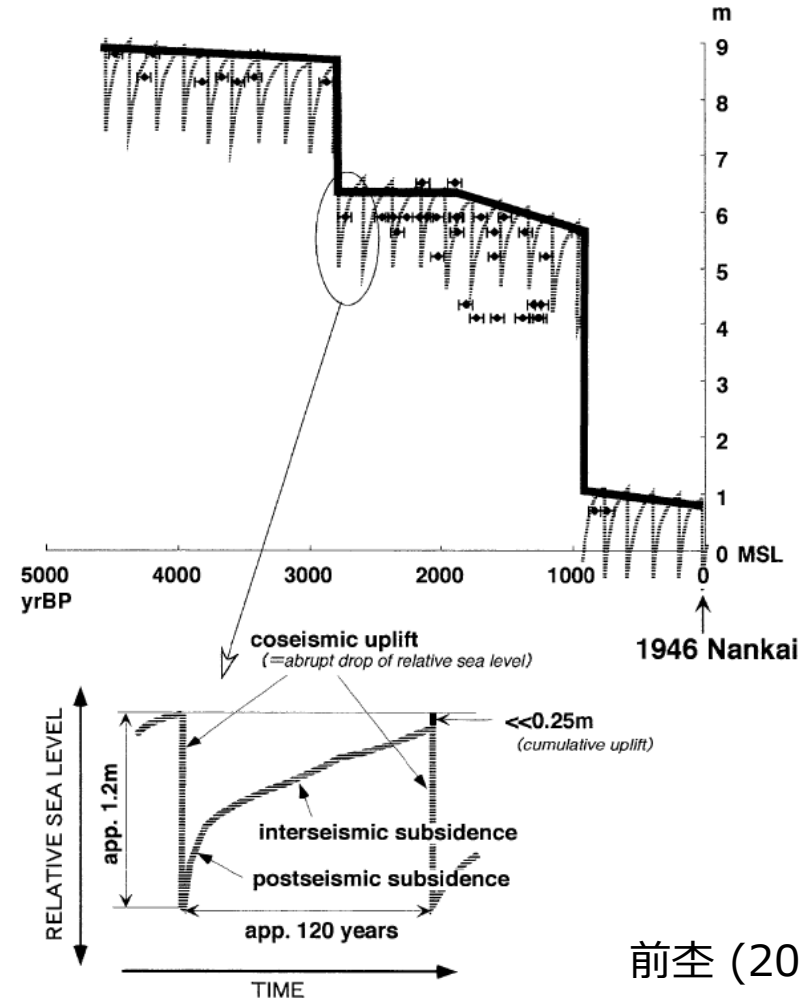 m
9
8
7
6
5
4
3
2
1
0 MSL
5000 4000 3000 2000 1000 0
yrBP
1946 Nankai
coseismic uplift
(=abrupt drop of relative sea level)
<<0.25m
(cumulative uplift)
RELATIVE SEA LEVEL
app. 1.2m
interseismic subsidence
postseismic subsidence
app. 120 years
TIME
前杢 (20